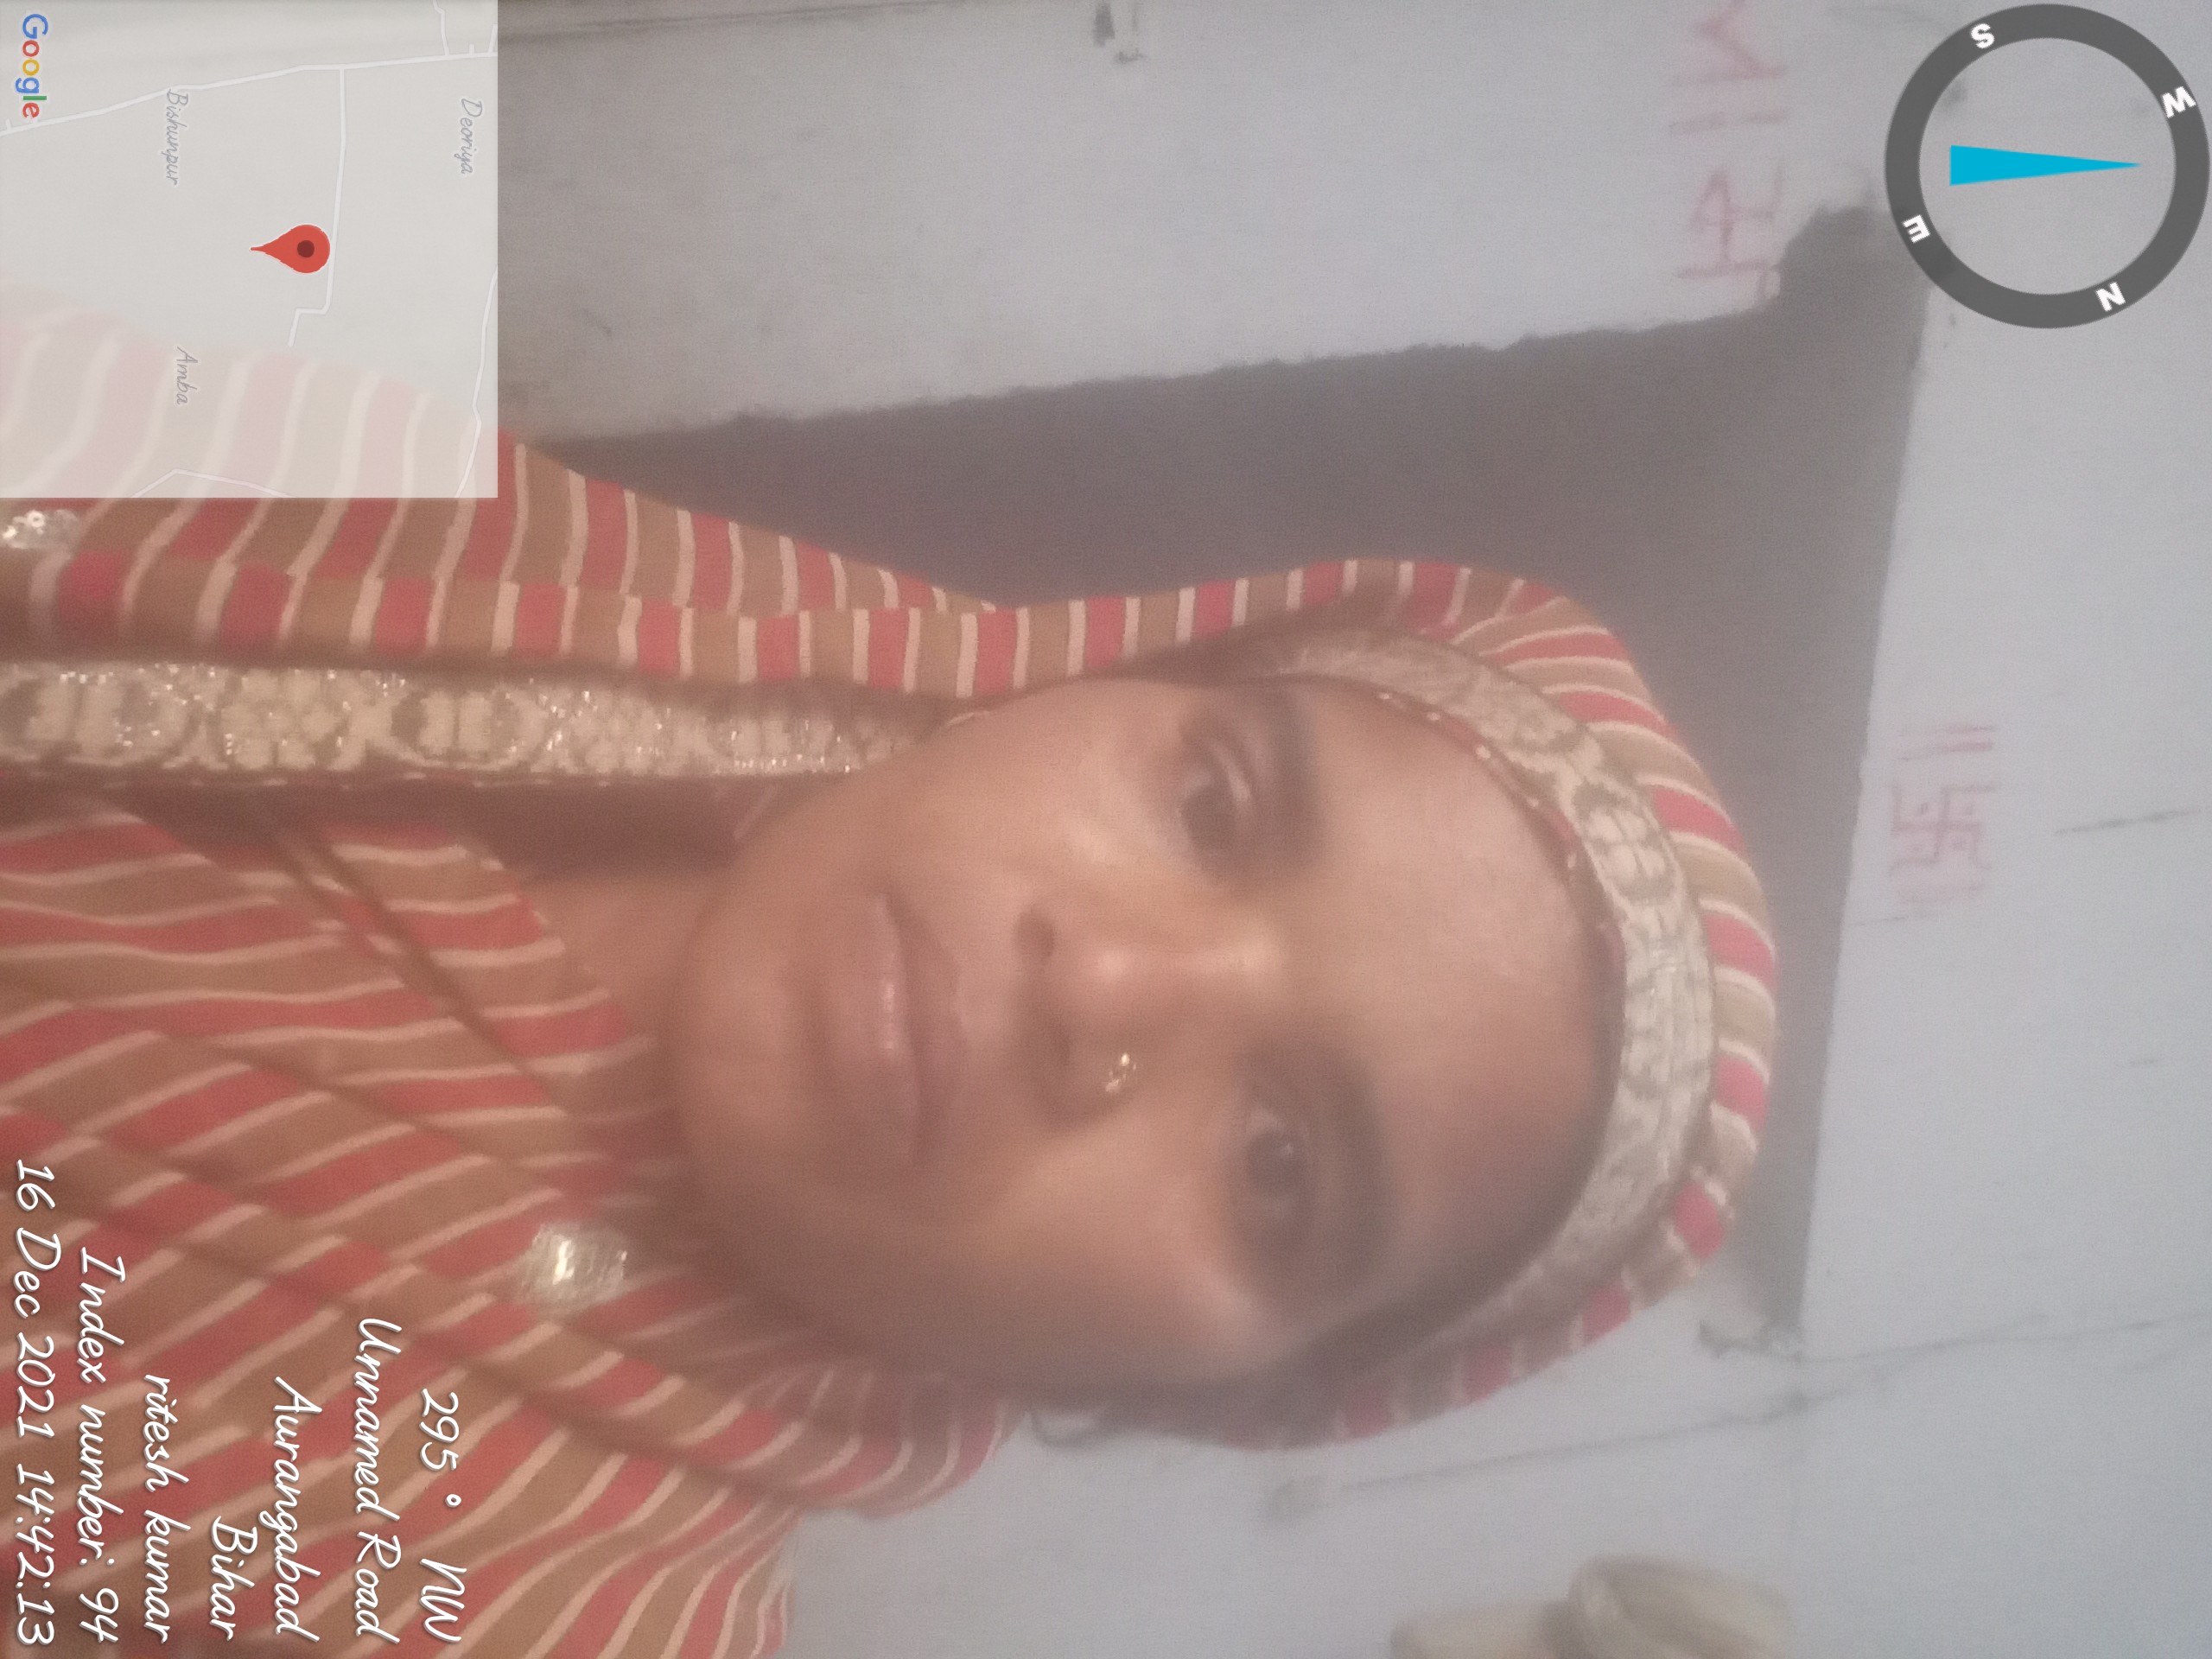 W
N
S
E
Deoriya
Bishunpur
Amba
Google
295° NW
Unnamed Road
Aurangabad
Bihar
ritesh kumar
Index number: 94
16 Dec 2021 14:42:13